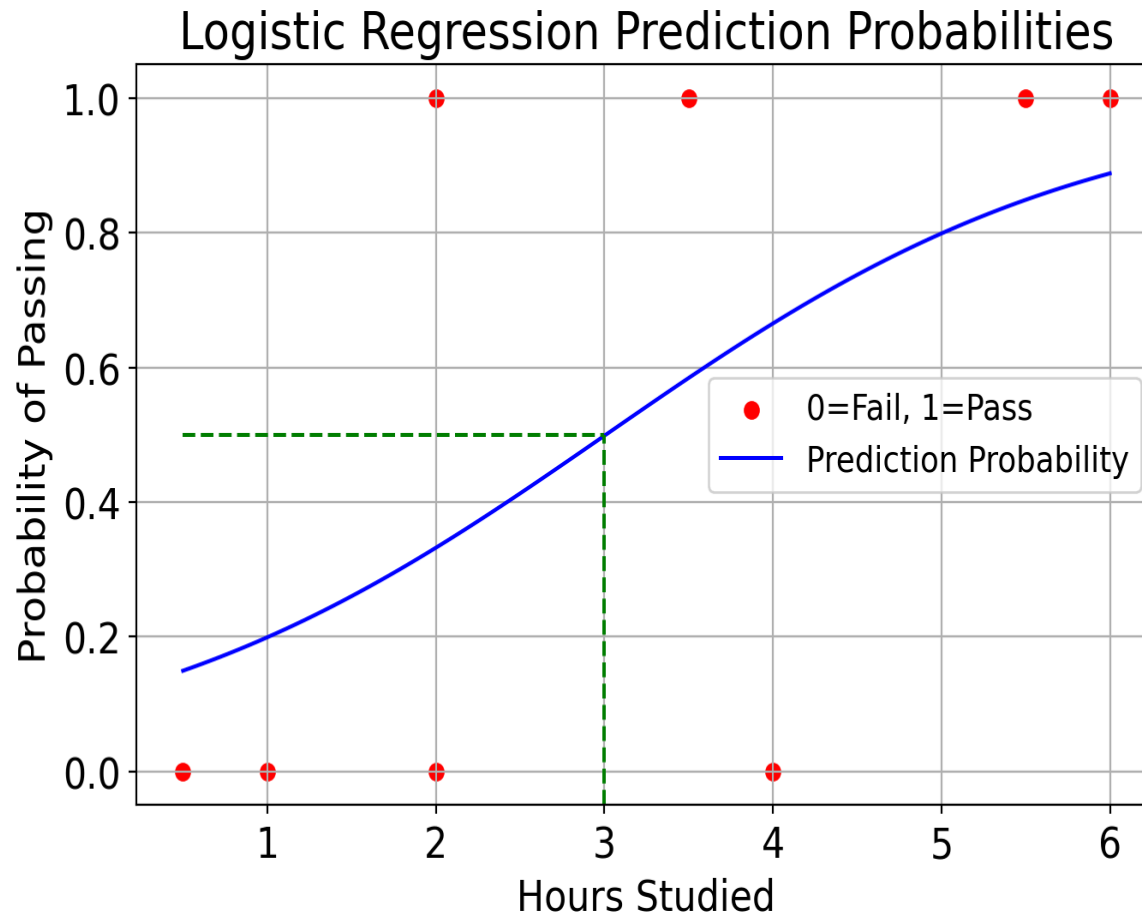 Logistic Regression Prediction Probabilities
Probability of Passing
1.0
0.8
0.6
0.4
0.2
0.0
0=Fail, 1=Pass
Prediction Probability
1 2 3 4 5 6
Hours Studied